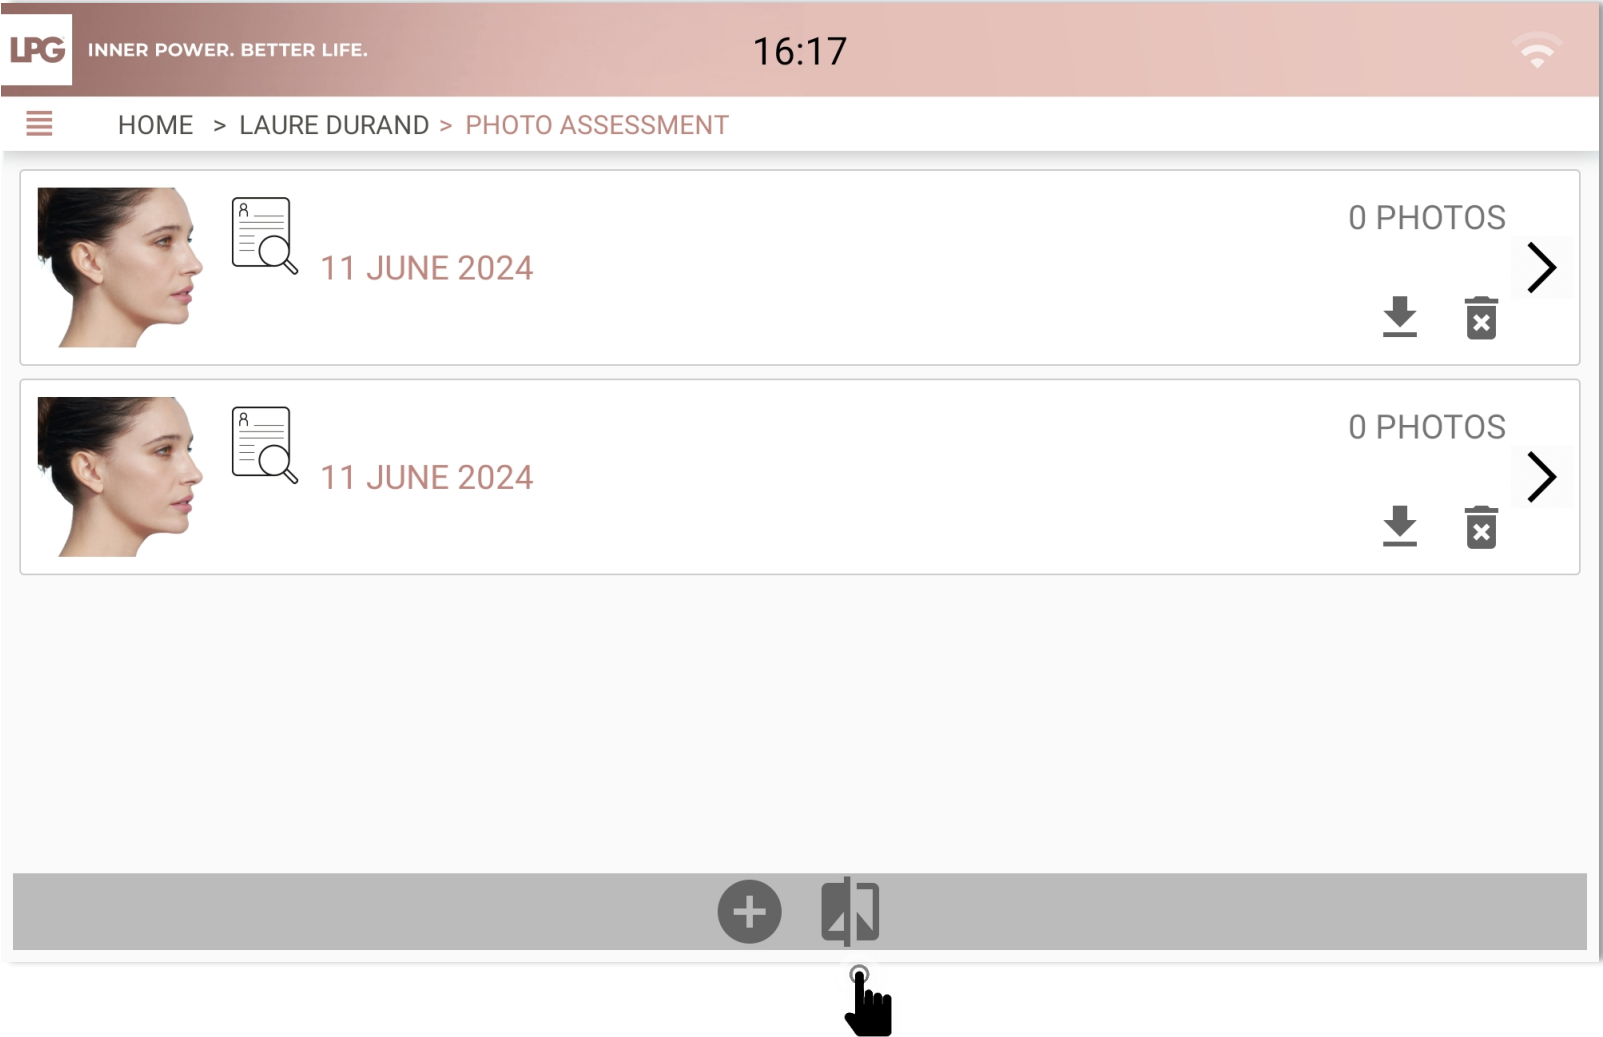 LPG INNER POWER. BETTER LIFE.
16:17
HOME > LAURE DURAND > PHOTO ASSESSMENT
0 PHOTOS
11 JUNE 2024
0 PHOTOS
11 JUNE 2024